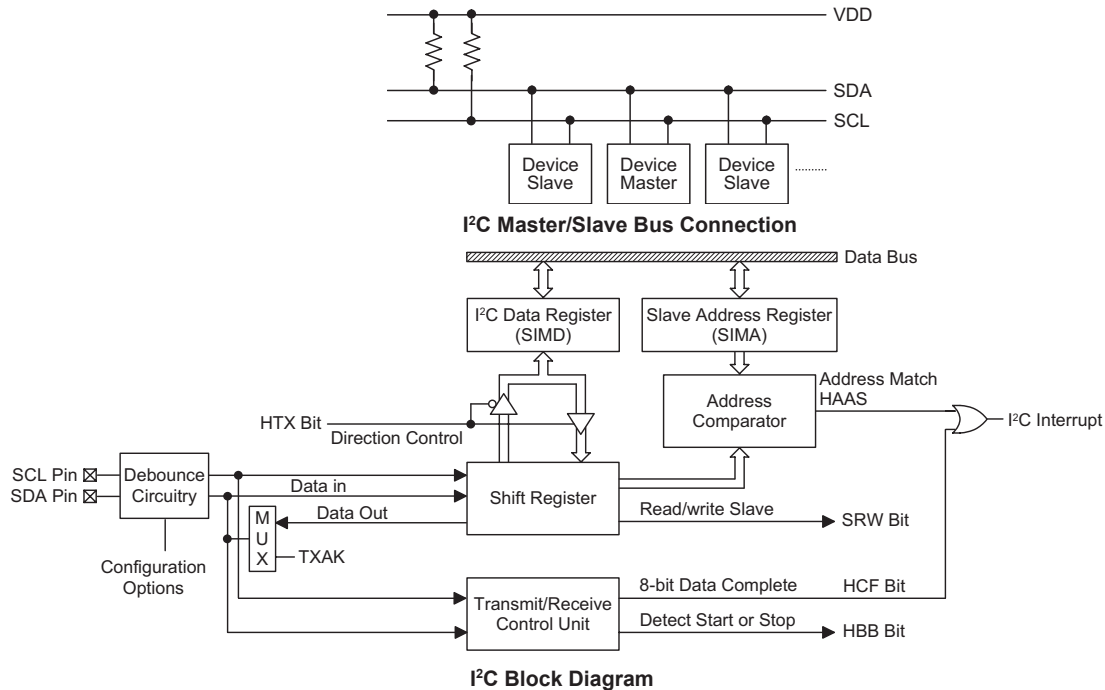 VDD
SDA
SCL
Device
Slave
Device
Master
Device
Slave
..........
I²C Master/Slave Bus Connection
Data Bus
I²C Data Register
(SIMD)
Slave Address Register
(SIMA)
Address Match
HAAS
Address
Comparator
I²C Interrupt
HTX Bit
Direction Control
SCL Pin
SDA Pin
Debounce
Circuitry
Data in
Shift Register
Data Out
Read/write Slave
SRW Bit
M
U
X
TXAK
Configuration
Options
8-bit Data Complete
HCF Bit
Transmit/Receive
Control Unit
Detect Start or Stop
HBB Bit
I²C Block Diagram